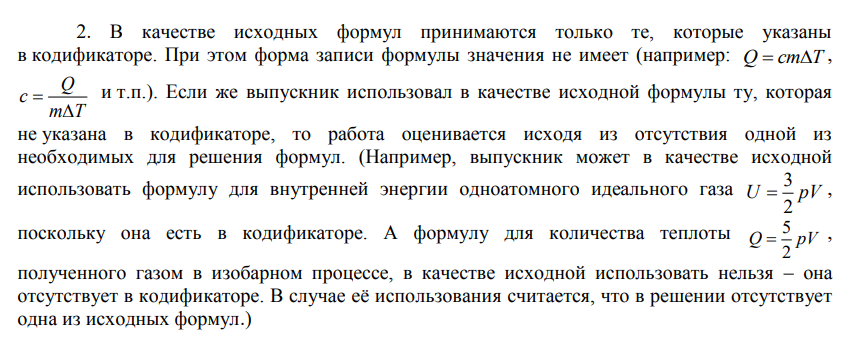 2. В качестве исходных формул принимаются только те, которые указаны
в кодификаторе. При этом форма записи формулы значения не имеет (например: Q = cmΔT,
c = Q/(mΔT) и т.п.). Если же выпускник использовал в качестве исходной формулы ту, которая
не указана в кодификаторе, то работа оценивается исходя из отсутствия одной из
необходимых для решения формул. (Например, выпускник может в качестве исходной
использовать формулу для внутренней энергии одноатомного идеального газа U = 3/2 pV,
поскольку она есть в кодификаторе. А формулу для количества теплоты Q = 5/2 pV,
полученного газом в изобарном процессе, в качестве исходной использовать нельзя – она
отсутствует в кодификаторе. В случае её использования считается, что в решении отсутствует
одна из исходных формул.)